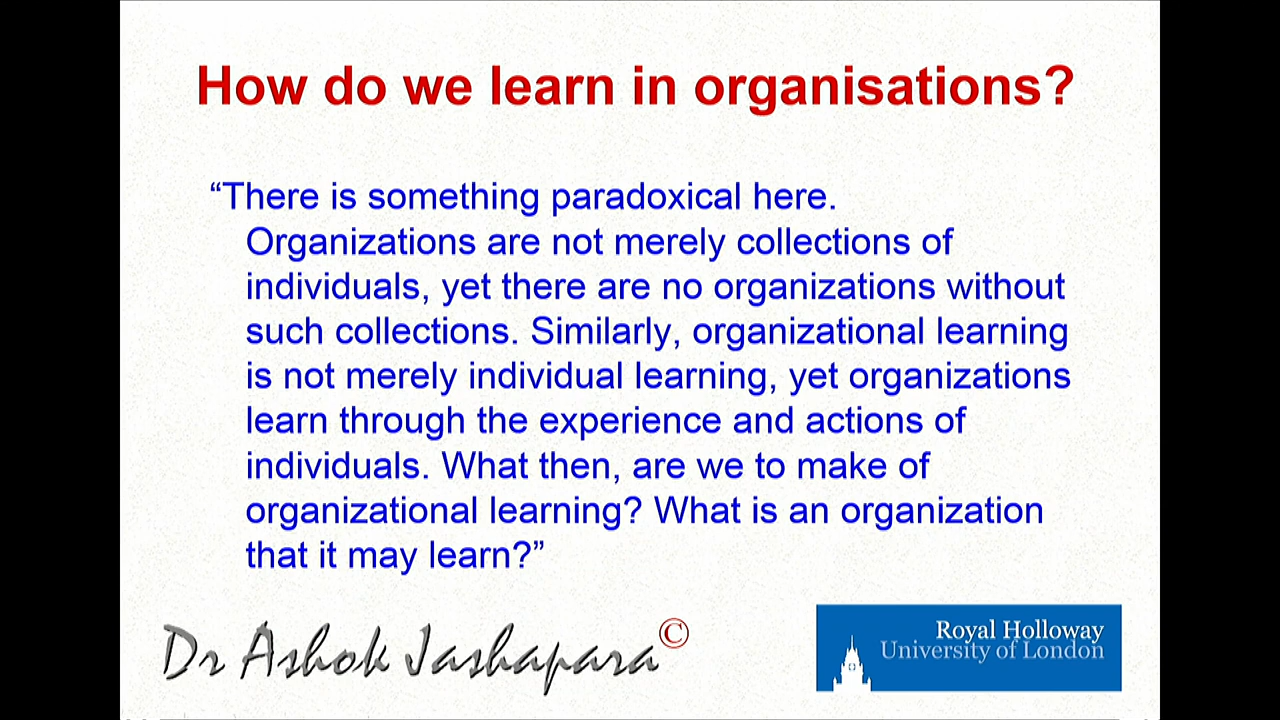 How do we learn in organisations?
“There is something paradoxical here.
Organizations are not merely collections of
individuals, yet there are no organizations without
such collections. Similarly, organizational learning
is not merely individual learning, yet organizations
learn through the experience and actions of
individuals. What then, are we to make of
organizational learning? What is an organization
that it may learn?”
Dr Ashok Jashapara©
Royal Holloway
University of London